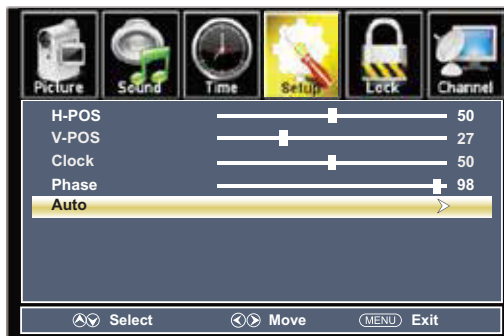 Picture Sound Time Setup Lock Channel
H-POS 50
V-POS 27
Clock 50
Phase 98
Auto
Select Move MENU Exit